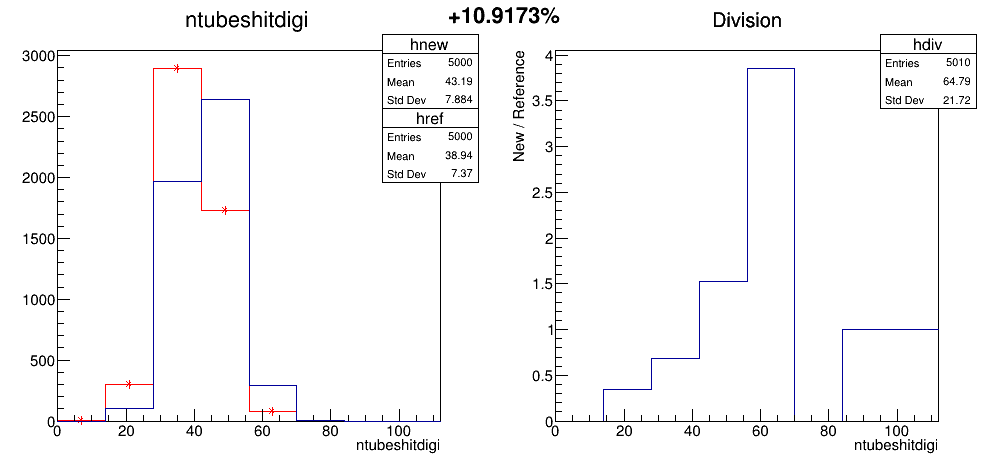 +10.9173%
ntubeshitdigi
hnew
Entries 5000
Mean 43.19
Std Dev 7.884
href
Entries 5000
Mean 38.94
Std Dev 7.37
3000
2500
2000
1500
1000
500
0
0 20 40 60 80 100
ntubeshitdigi
Division
hdiv
Entries 5010
Mean 64.79
Std Dev 21.72
New / Reference
4
3.5
3
2.5
2
1.5
1
0.5
0
0 20 40 60 80 100
ntubeshitdigi